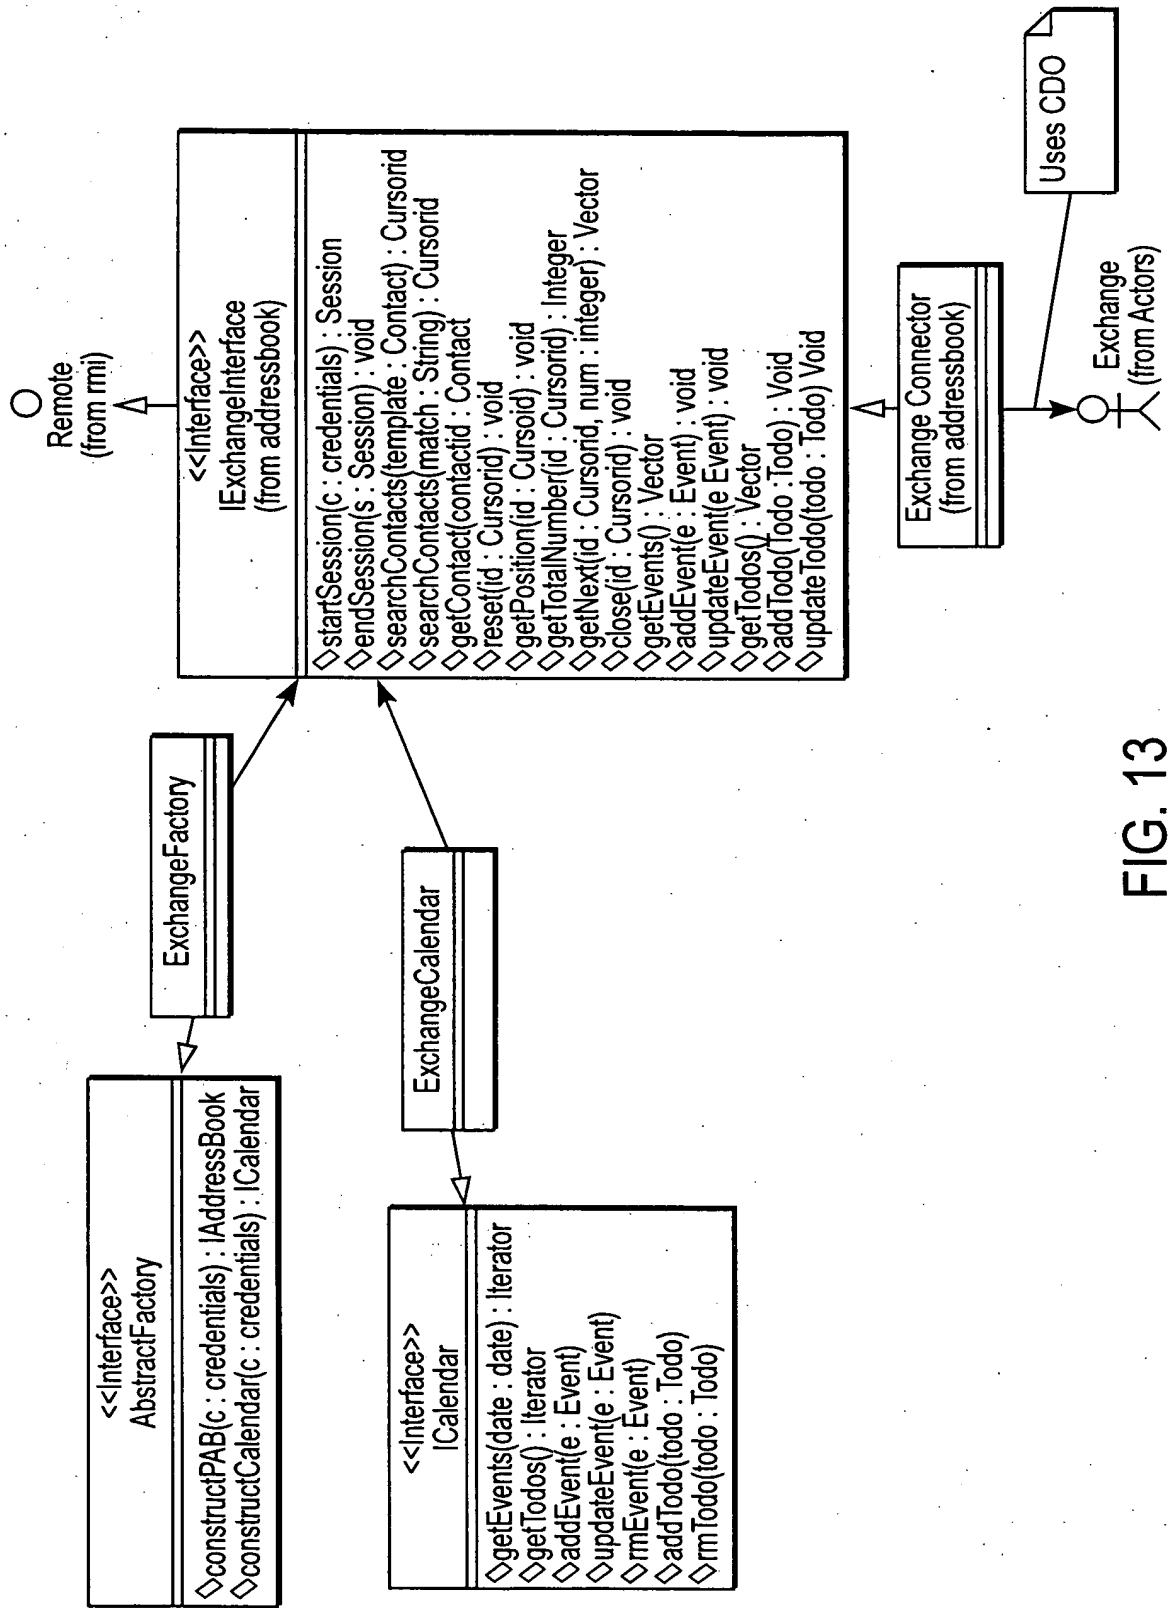 <<Interface>>
AbstractFactory
constructPAB(c : credentials) : IAddressBook
constructCalendar(c : credentials) : ICalendar
ExchangeFactory
Remote
(from rmi)
<<Interface>>
IExchangeInterface
(from addressbook)
startSession(c : credentials) : Session
endSession(s : Session) : void
searchContacts(template : Contact) : Cursorid
searchContacts(match : String) : Cursorid
getContact(contactid : Contact
reset(id : Cursorid) : void
getPosition(id : Cursoid) : void
getTotalNumber(id : Cursorid) : Integer
getNext(id : Cursorid, num : integer) : Vector
close(id : Cursorid) : void
getEvents() : Vector
addEvent(e : Event) : void
updateEvent(e Event) : void
getTodos() : Vector
addTodo(Todo :Todo) : Void
updateTodo(todo : Todo) Void
<<Interface>>
ICalendar
getEvents(date : date) : Iterator
getTodos() : Iterator
addEvent(e : Event)
updateEvent(e : Event)
rmEvent(e : Event)
addTodo(todo : Todo)
rmTodo(todo : Todo)
ExchangeCalendar
Exchange Connector
(from addressbook)
Uses CDO
Exchange
(from Actors)
FIG. 13